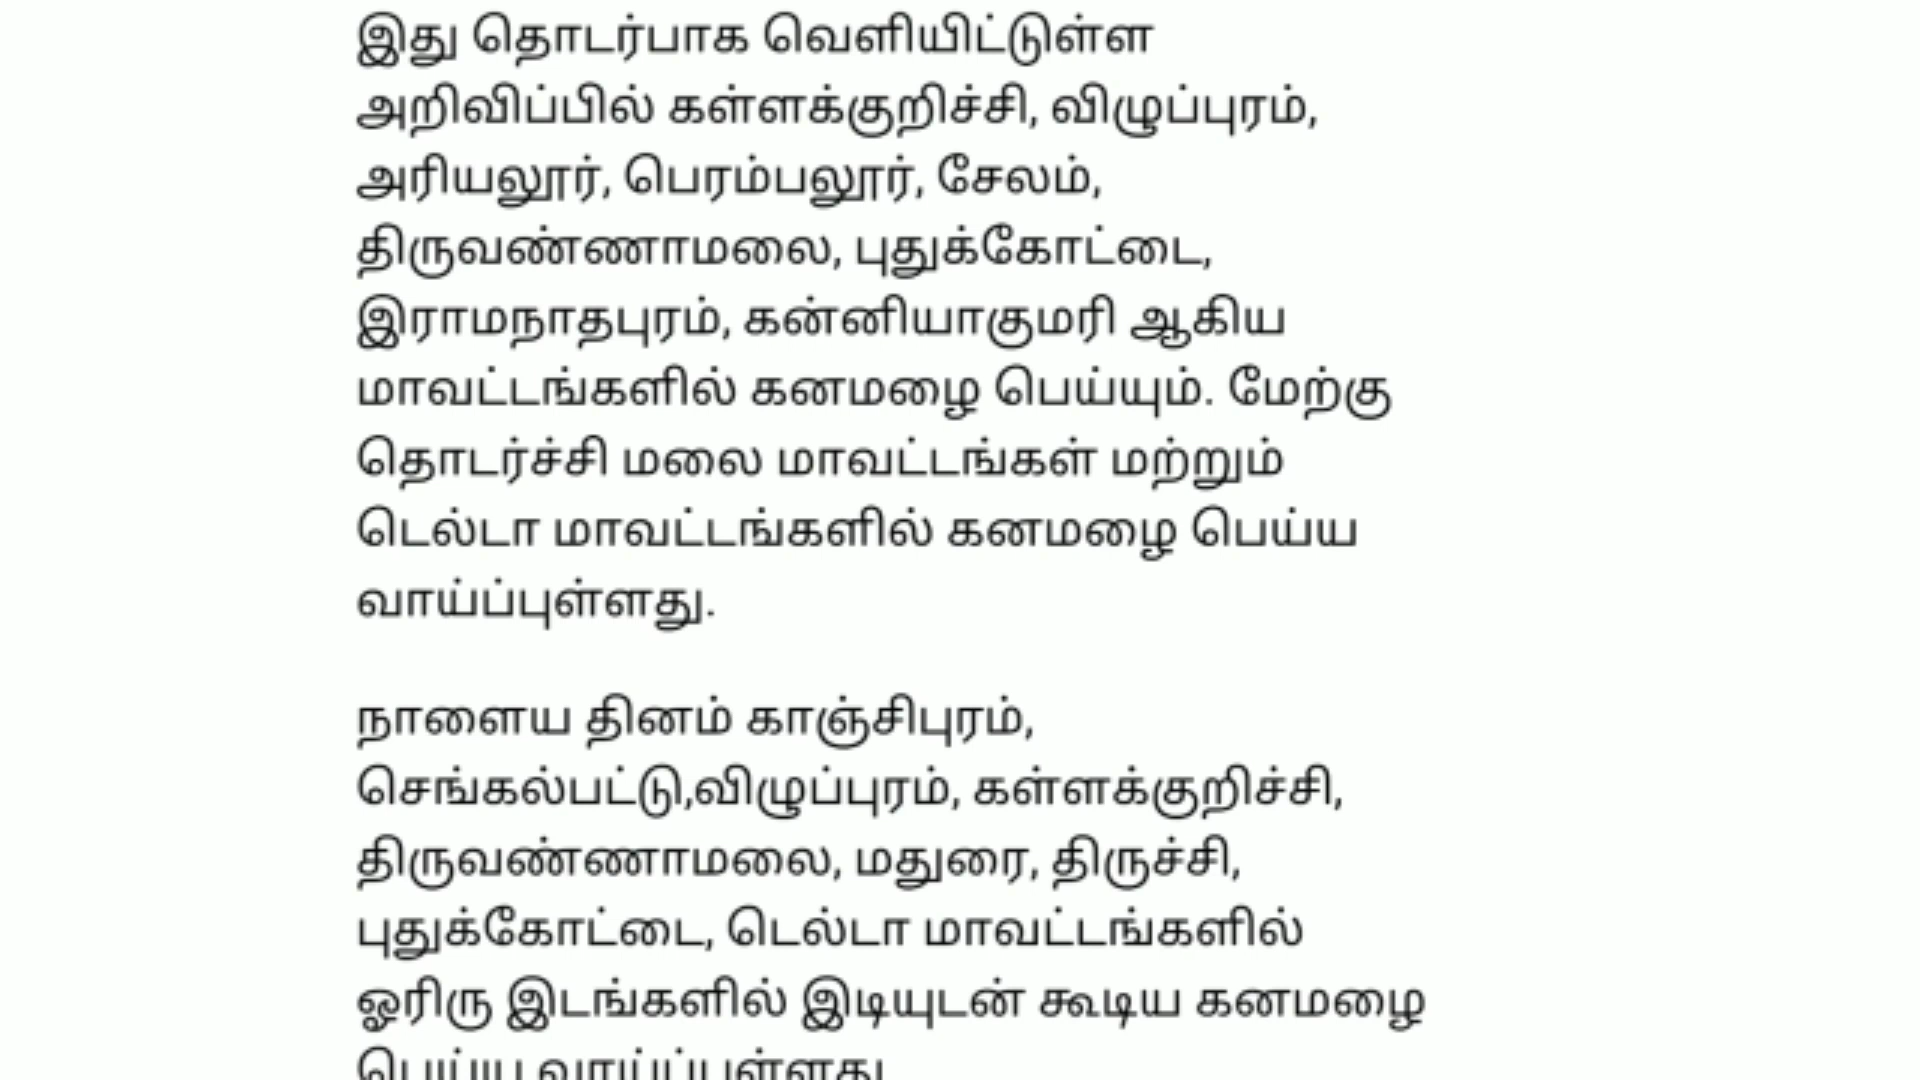 இது தொடர்பாக வெளியிட்டுள்ள
அறிவிப்பில் கள்ளக்குறிச்சி, விழுப்புரம்,
அரியலூர், பெரம்பலூர், சேலம்,
திருவண்ணாமலை, புதுக்கோட்டை,
இராமநாதபுரம், கன்னியாகுமரி ஆகிய
மாவட்டங்களில் கனமழை பெய்யும். மேற்கு
தொடர்ச்சி மலை மாவட்டங்கள் மற்றும்
டெல்டா மாவட்டங்களில் கனமழை பெய்ய
வாய்ப்புள்ளது.
நாளைய தினம் காஞ்சிபுரம்,
செங்கல்பட்டு,விழுப்புரம், கள்ளக்குறிச்சி,
திருவண்ணாமலை, மதுரை, திருச்சி,
புதுக்கோட்டை, டெல்டா மாவட்டங்களில்
ஓரிரு இடங்களில் இடியுடன் கூடிய கனமழை
பெய்ய வாய்ப்புள்ளது